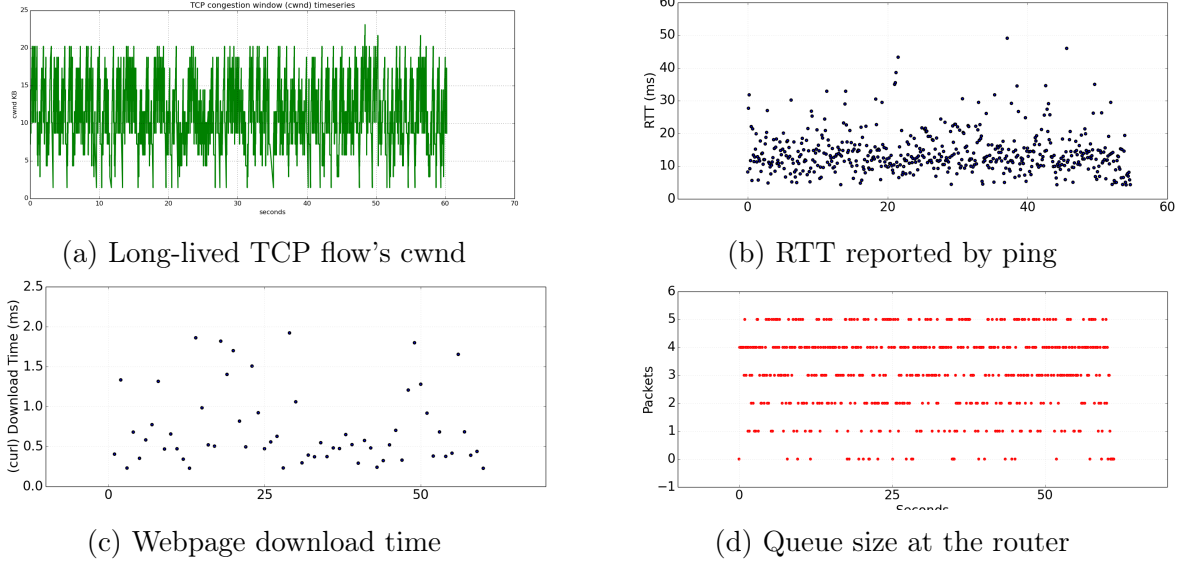 TCP congestion window (cwnd) timeseries
25
20
15
10
5
0
cwnd KB
0 10 20 30 40 50 60 70
seconds
(a) Long-lived TCP flow's cwnd
60
50
40
30
20
10
0
RTT (ms)
0 20 40 60
(b) RTT reported by ping
2.5
2.0
1.5
1.0
0.5
0.0
(curl) Download Time (ms)
0 25 50
(c) Webpage download time
6
5
4
3
2
1
0
−1
Packets
0 50
Seconds
(d) Queue size at the router